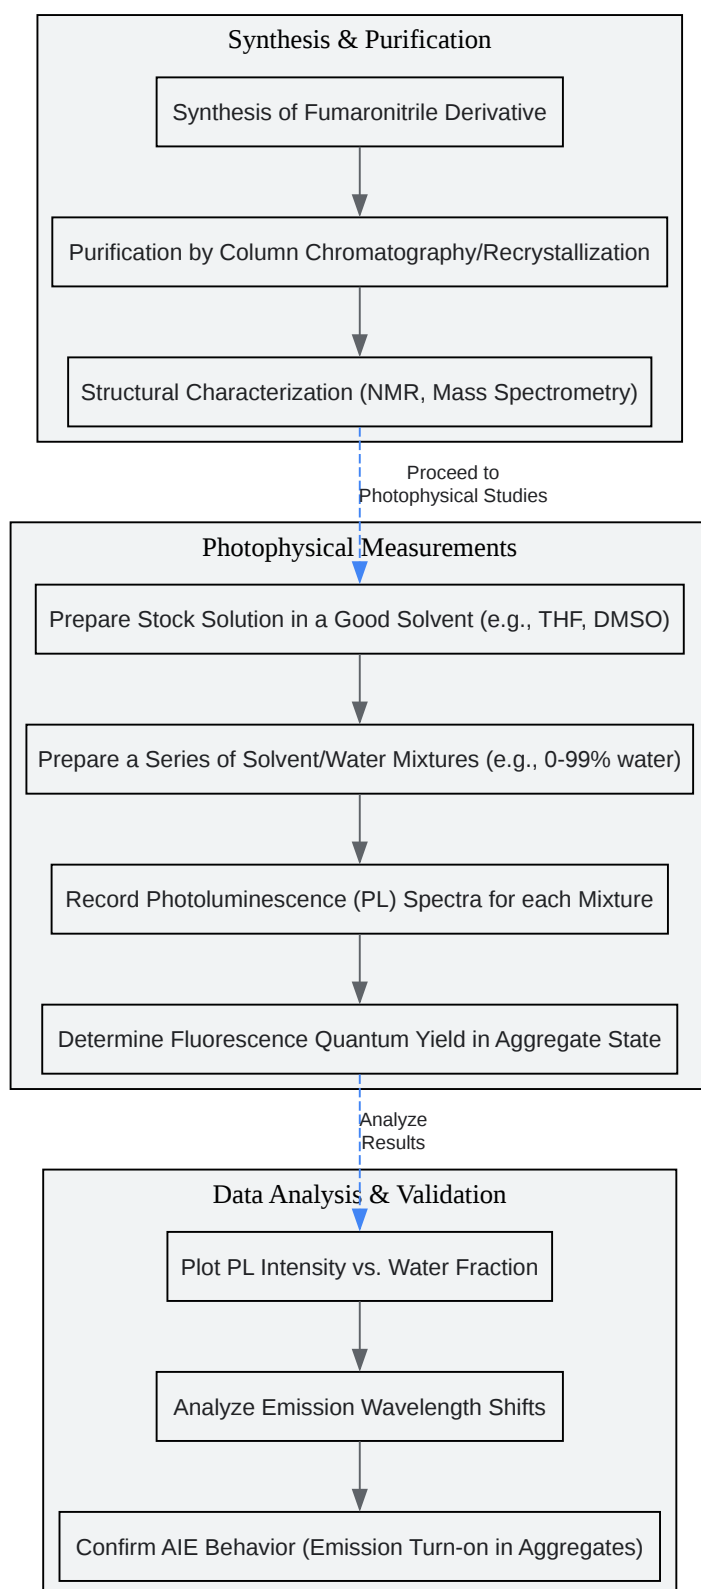 Synthesis & Purification
Synthesis of Fumaronitrile Derivative
Purification by Column Chromatography/Recrystallization
Structural Characterization (NMR, Mass Spectrometry)
Proceed to
Photophysical Studies
Photophysical Measurements
Prepare Stock Solution in a Good Solvent (e.g., THF, DMSO)
Prepare a Series of Solvent/Water Mixtures (e.g., 0-99% water)
Record Photoluminescence (PL) Spectra for each Mixture
Determine Fluorescence Quantum Yield in Aggregate State
Analyze
Results
Data Analysis & Validation
Plot PL Intensity vs. Water Fraction
Analyze Emission Wavelength Shifts
Confirm AIE Behavior (Emission Turn-on in Aggregates)